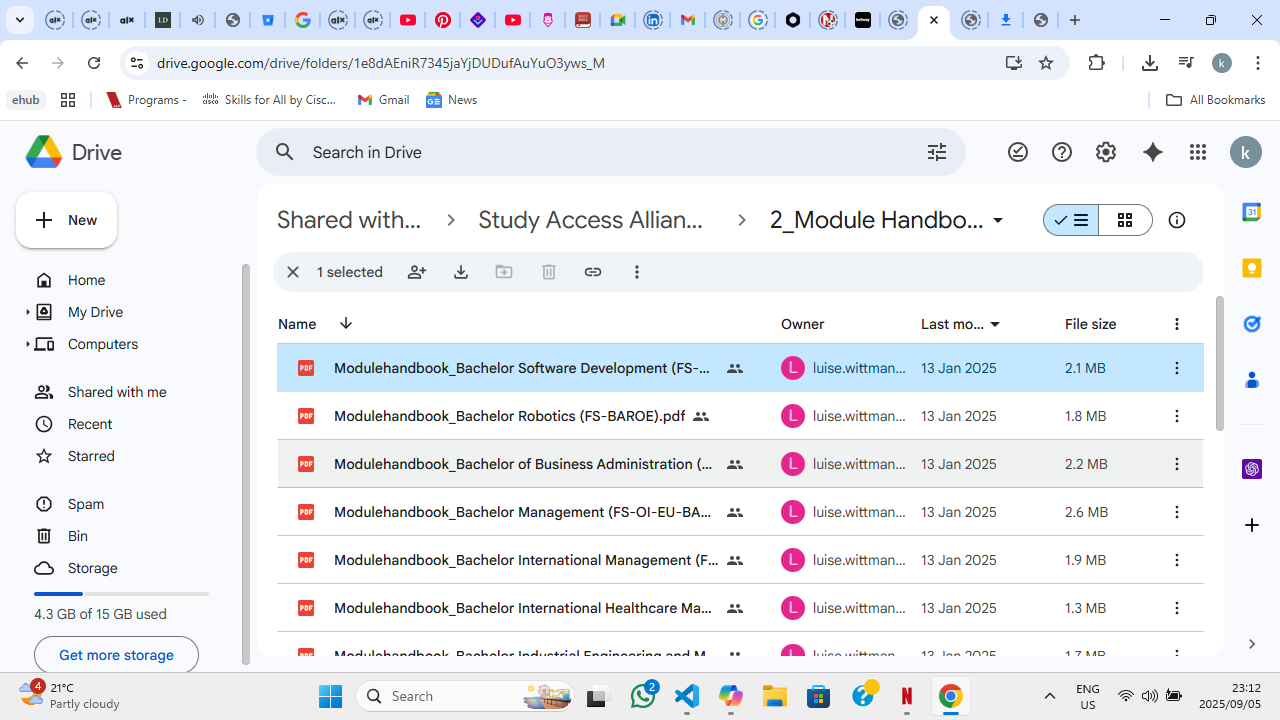 drive.google.com/drive/folders/1e8dAEniR7345jaYjDUDufAuYuO3yws_M
k
ehub
Programs -
Skills for All by Cisc...
Gmail
News
All Bookmarks
Drive
Search in Drive
k
New
Home
My Drive
Computers
Shared with me
Recent
Starred
Spam
Bin
Storage
4.3 GB of 15 GB used
Get more storage
Shared with...
Study Access Allian...
2_Module Handbo...
1 selected
Name Owner Last mo... File size
PDF Modulehandbook_Bachelor Software Development (FS-... L luise.wittman... 13 Jan 2025 2.1 MB
PDF Modulehandbook_Bachelor Robotics (FS-BAROE).pdf L luise.wittman... 13 Jan 2025 1.8 MB
PDF Modulehandbook_Bachelor of Business Administration (... L luise.wittman... 13 Jan 2025 2.2 MB
PDF Modulehandbook_Bachelor Management (FS-OI-EU-BA... L luise.wittman... 13 Jan 2025 2.6 MB
PDF Modulehandbook_Bachelor International Management (F... L luise.wittman... 13 Jan 2025 1.9 MB
PDF Modulehandbook_Bachelor International Healthcare Ma... L luise.wittman... 13 Jan 2025 1.3 MB
PDF Modulehandbook_Bachelor Industrial Engineering and M... L luise.wittman... 13 Jan 2025 1.7 MB
4
21°C
Partly cloudy
Search
2
ENG
US
23:12
2025/09/05